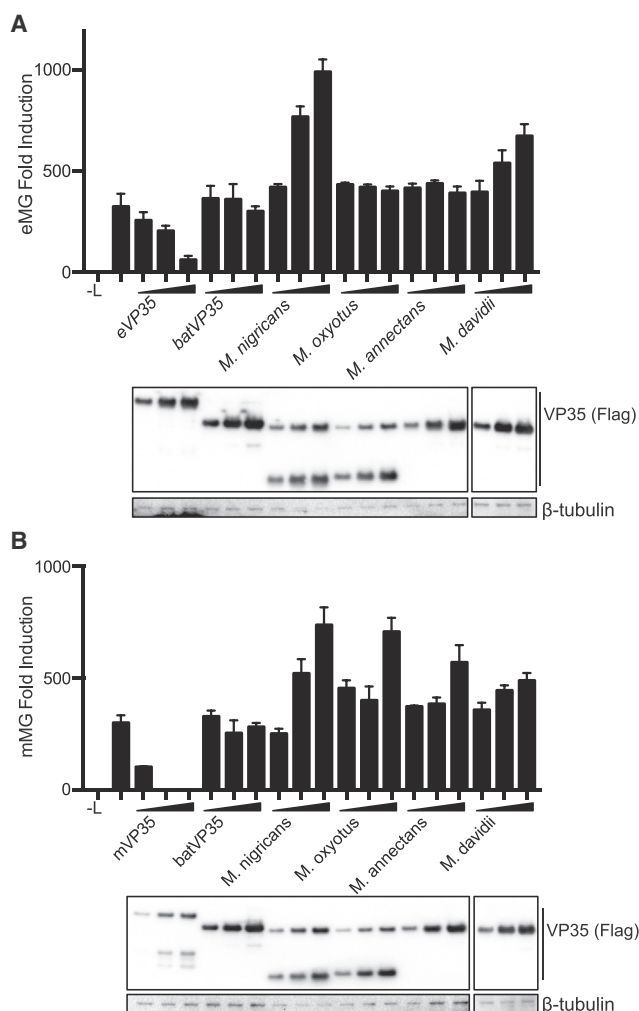 A
eMG Fold Induction
1000
500
0
-L
eVP35
batVP35
M. nigricans
M. oxyotus
M. annectans
M. davidii
VP35 (Flag)
β-tubulin
B
mMG Fold Induction
1000
500
0
-L
mVP35
batVP35
M. nigricans
M. oxyotus
M. annectans
M. davidii
VP35 (Flag)
β-tubulin